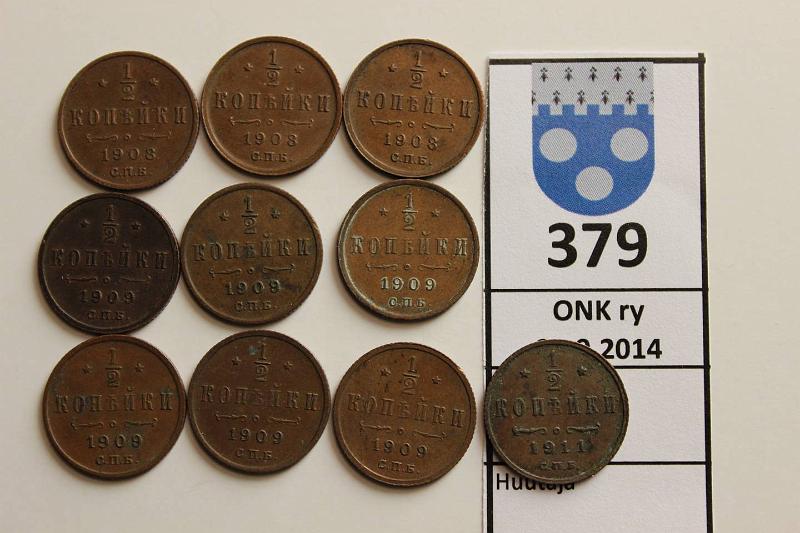 1/2
КОПѢЙКИ
1908
С.П.Б.
1/2
КОПѢЙКИ
1908
С.П.Б.
1/2
КОПѢЙКИ
1908
С.П.Б.
1/2
КОПѢЙКИ
1909
С.П.Б.
1/2
КОПѢЙКИ
1909
С.П.Б.
1/2
КОПѢЙКИ
1909
С.П.Б.
1/2
КОПѢЙКИ
1909
С.П.Б.
1/2
КОПѢЙКИ
1909
С.П.Б.
1/2
КОПѢЙКИ
1909
С.П.Б.
1/2
КОПѢЙКИ
1911
С.П.Б.
379
ONK ry
2014
Huutaja